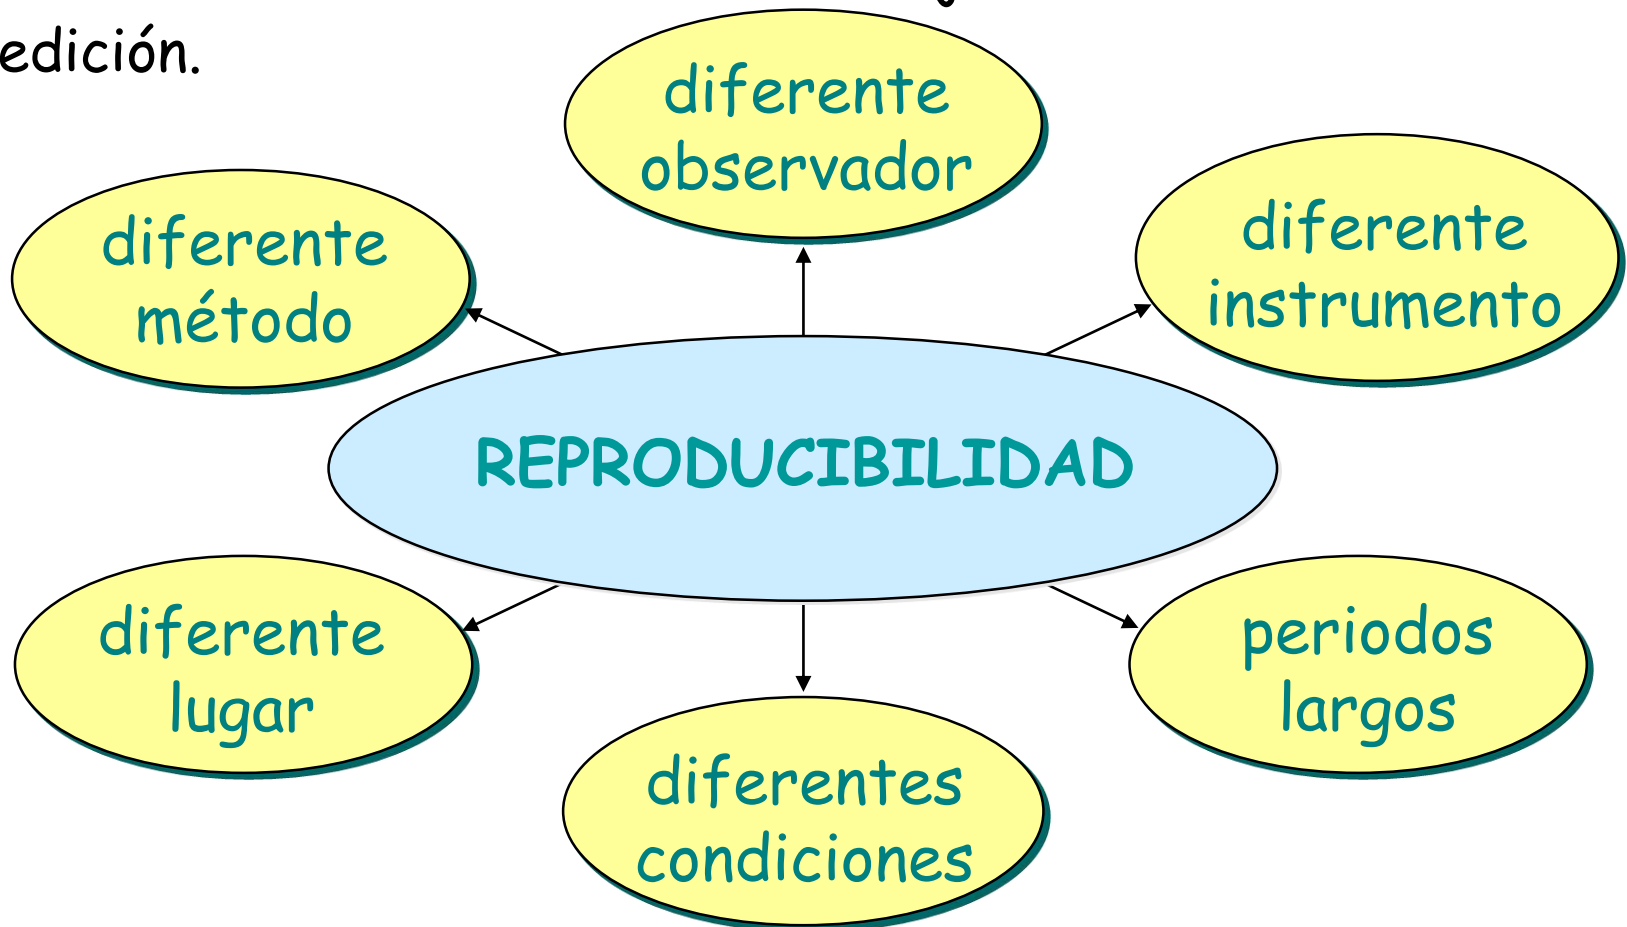 edición.
diferente
observador
diferente
método
diferente
instrumento
REPRODUCIBILIDAD
diferente
lugar
periodos
largos
diferentes
condiciones